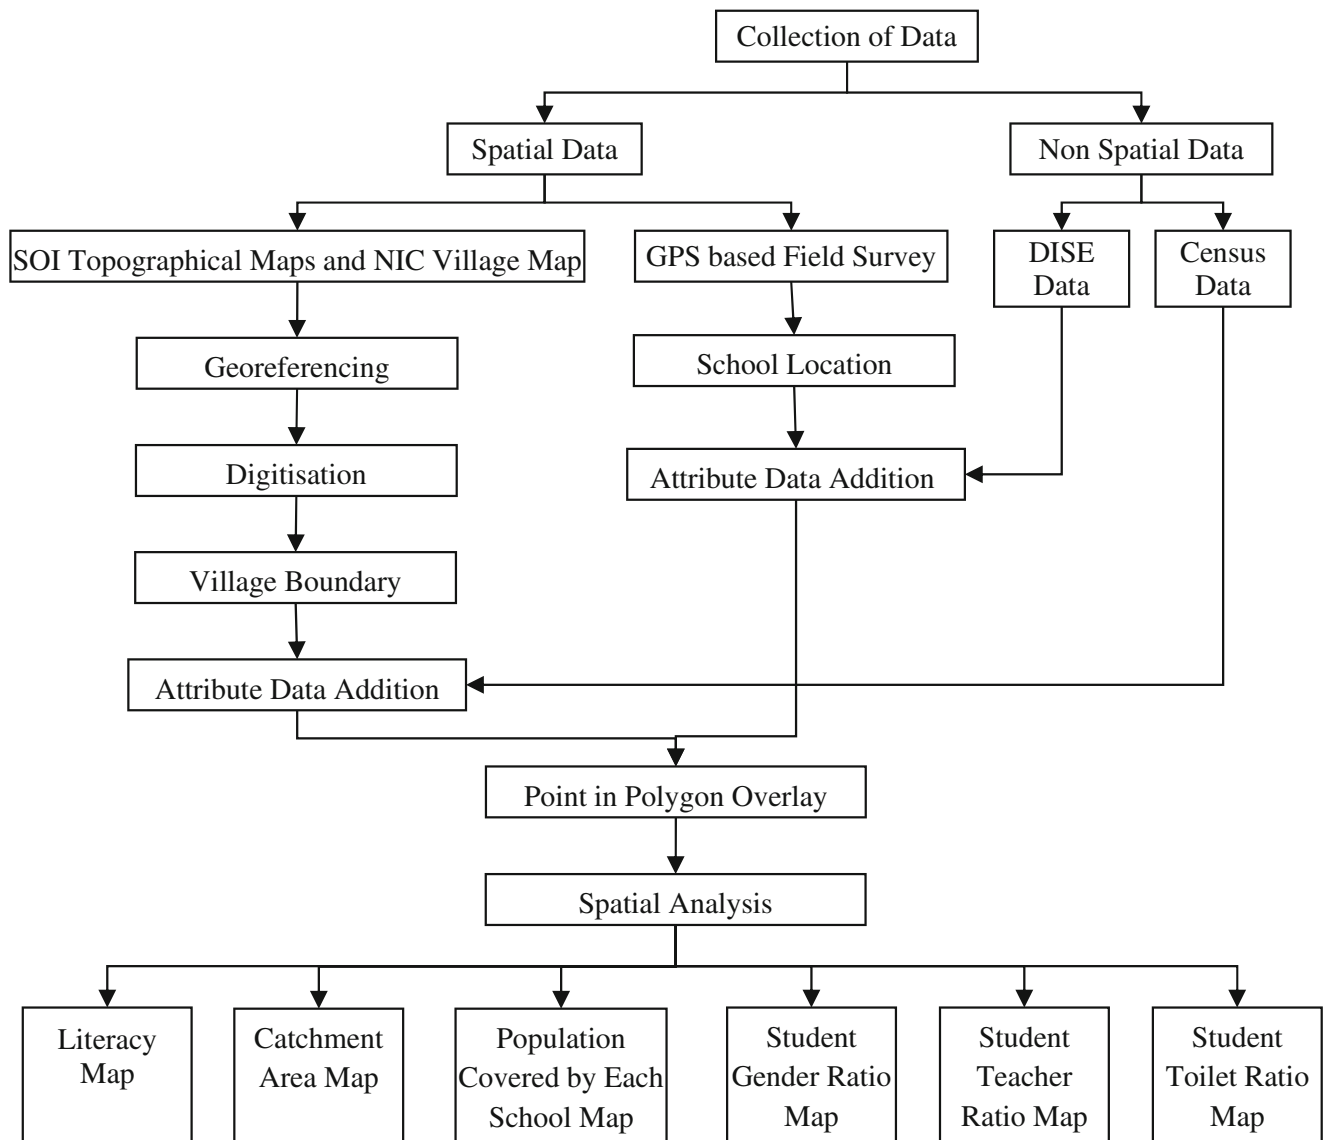 Collection of Data
Spatial Data
Non Spatial Data
SOI Topographical Maps and NIC Village Map
GPS based Field Survey
DISE
Data
Census
Data
Georeferencing
School Location
Digitisation
Attribute Data Addition
Village Boundary
Attribute Data Addition
Point in Polygon Overlay
Spatial Analysis
Literacy
Map
Catchment
Area Map
Population
Covered by Each
School Map
Student
Gender Ratio
Map
Student
Teacher
Ratio Map
Student
Toilet Ratio
Map